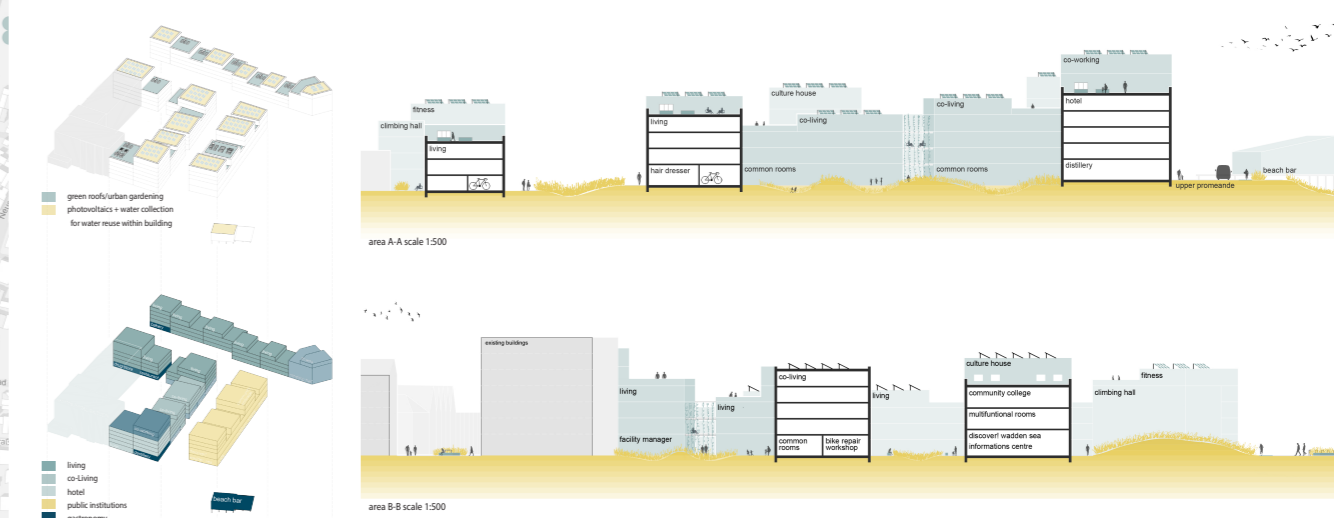 green roofs/urban gardening
photovoltaics + water collection
for water reuse within building
living
co-Living
hotel
public institutions
gastronomy
beach bar
fitness
climbing hall
living
living
hair dresser
culture house
co-living
common rooms
co-living
common rooms
co-working
hotel
distillery
upper promeande
beach bar
area A-A scale 1:500
existing buildings
living
facility manager
living
co-living
common
rooms
bike repair
workshop
living
culture house
community college
multifuntional rooms
discover! wadden sea
informations centre
climbing hall
fitness
area B-B scale 1:500